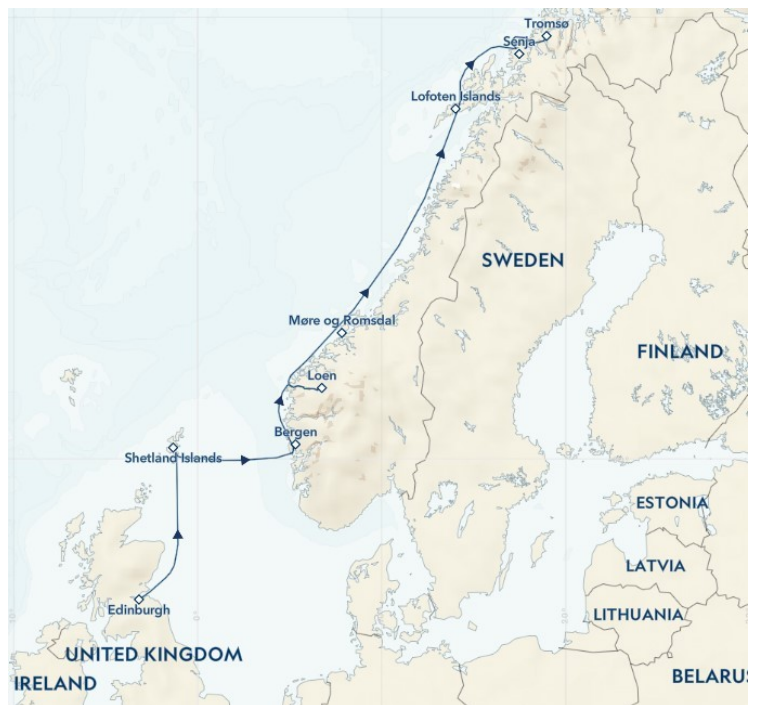 Tromsø
Senja
Lofoten Islands
SWEDEN
Møre og Romsdal
FINLAND
Loen
Bergen
Shetland Islands
ESTONIA
LATVIA
Edinburgh
LITHUANIA
UNITED KINGDOM
IRELAND
BELARUS